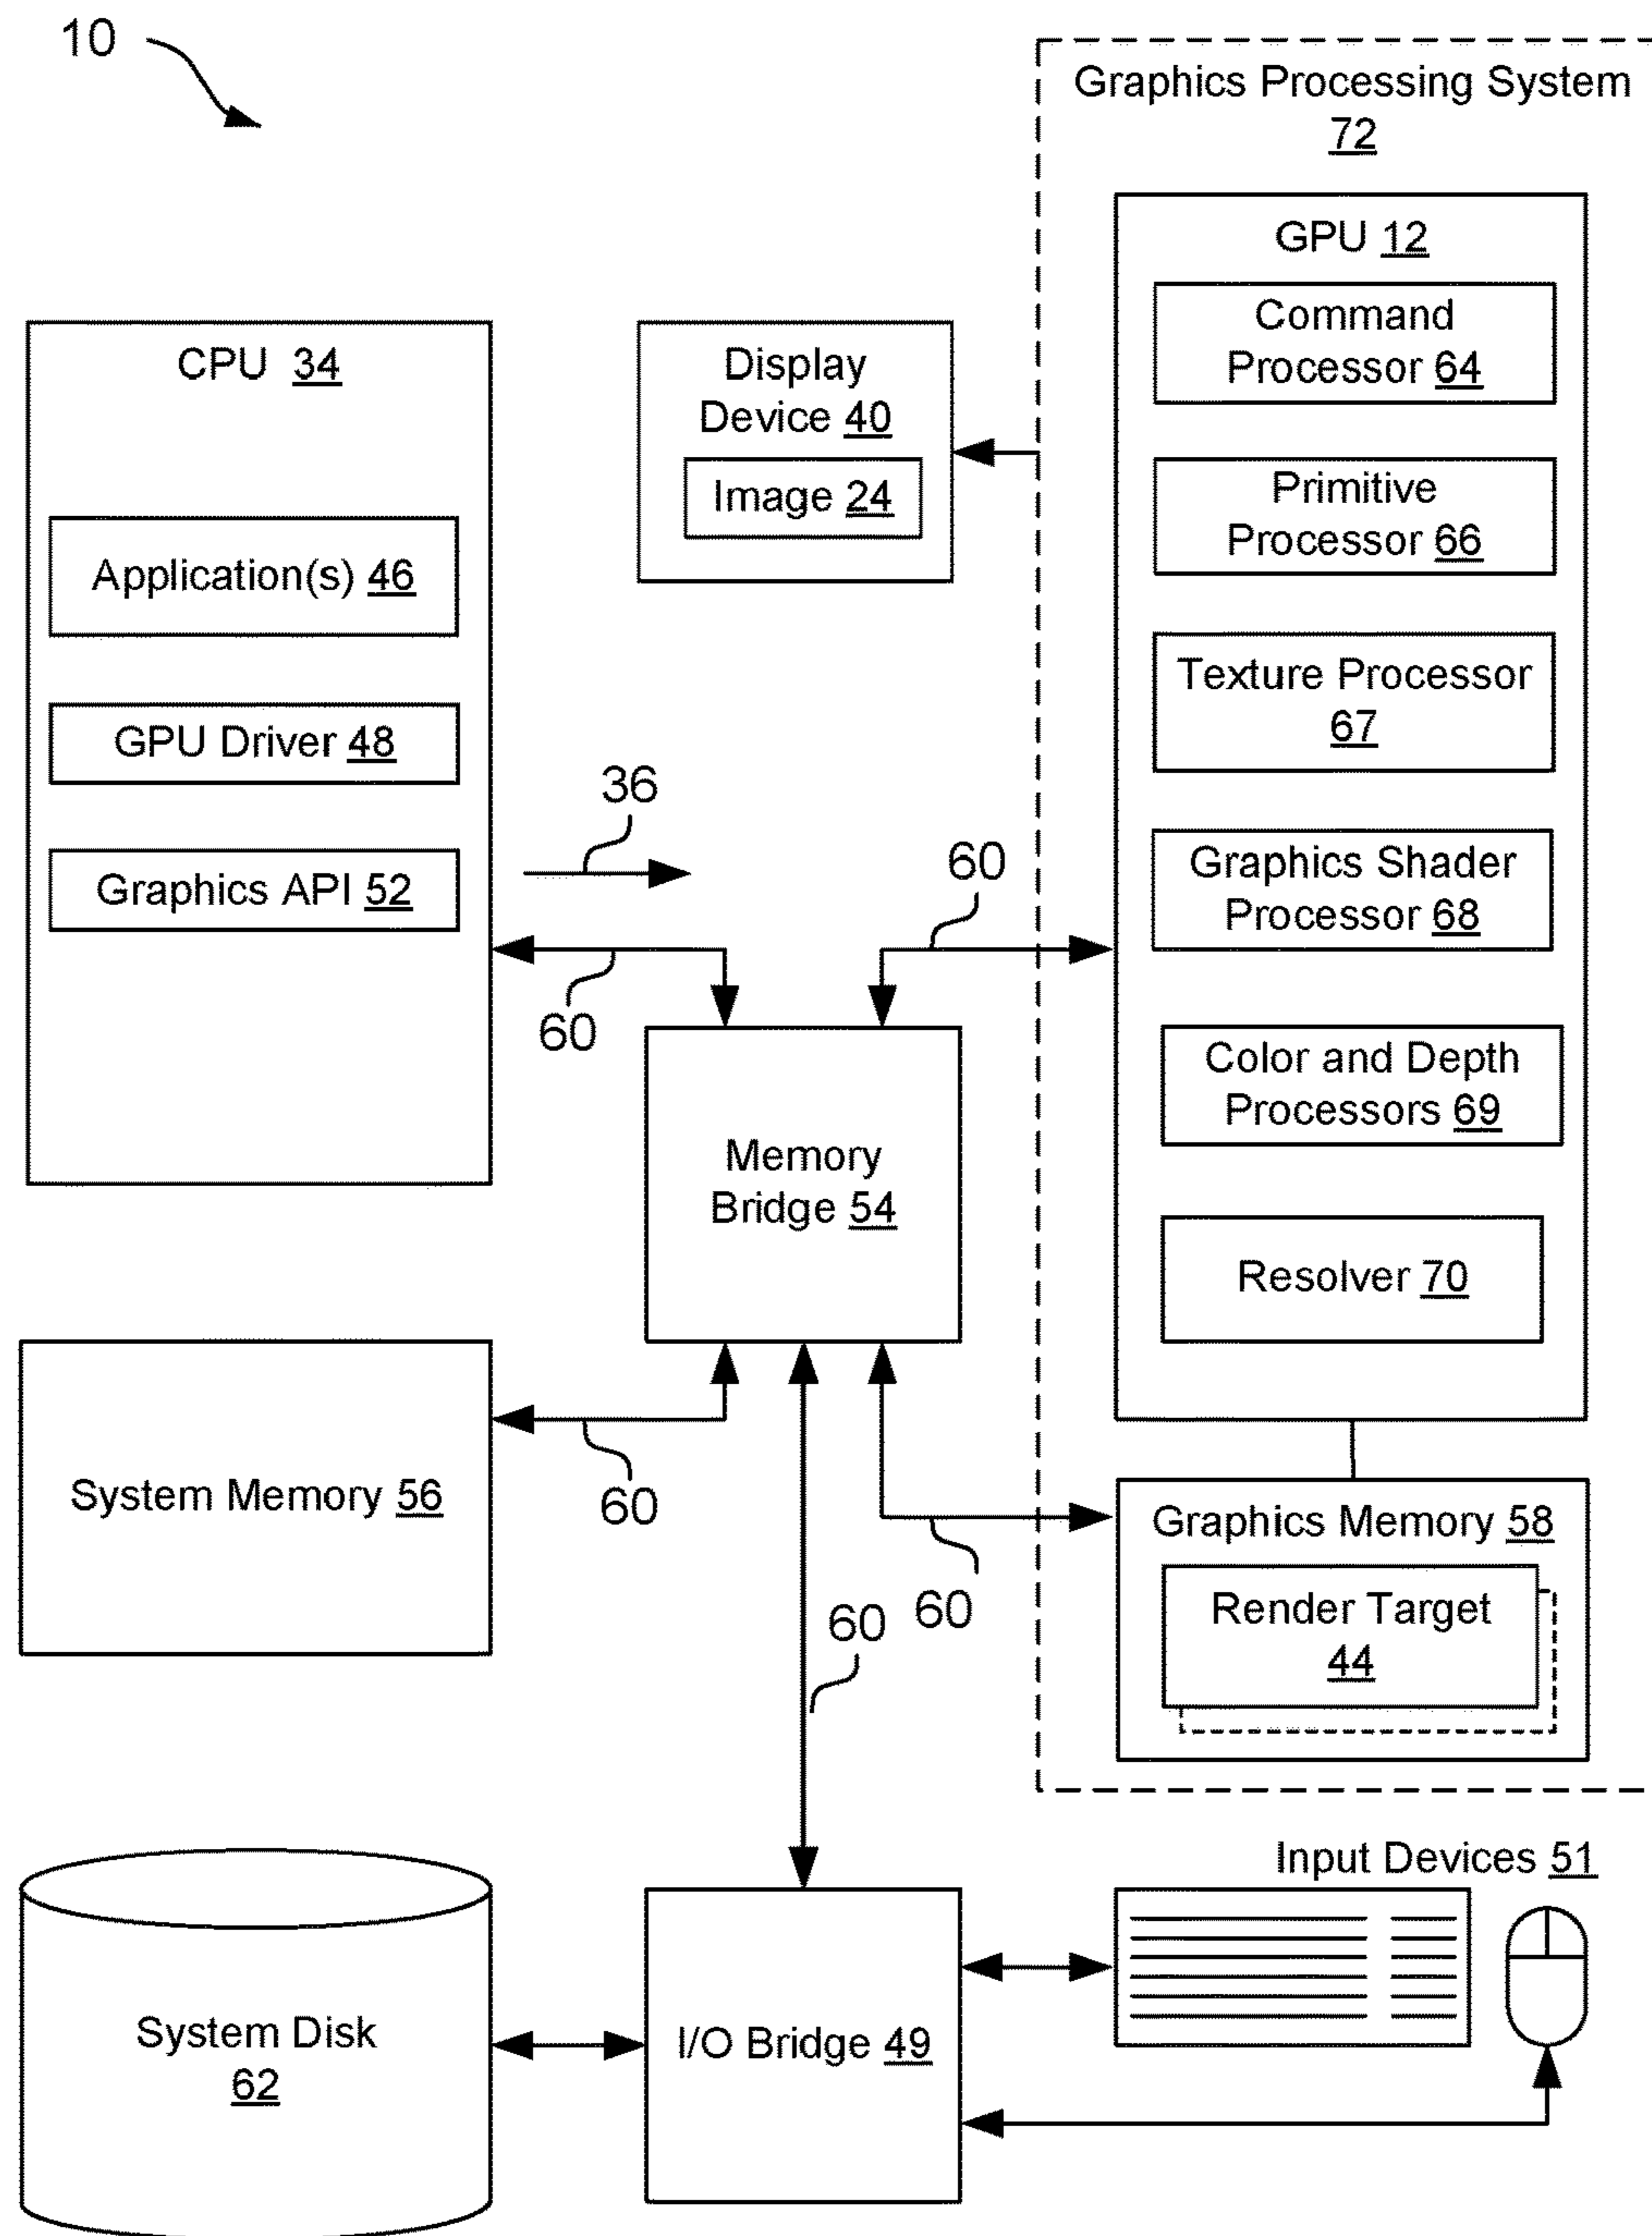 10
Graphics Processing System
72
GPU 12
Command
Processor 64
Primitive
Processor 66
Texture Processor
67
Graphics Shader
Processor 68
Color and Depth
Processors 69
Resolver 70
CPU 34
Application(s) 46
GPU Driver 48
Graphics API 52
Display
Device 40
Image 24
36
60
60
Memory
Bridge 54
System Memory 56
60
60
60
Graphics Memory 58
Render Target
44
Input Devices 51
System Disk
62
I/O Bridge 49